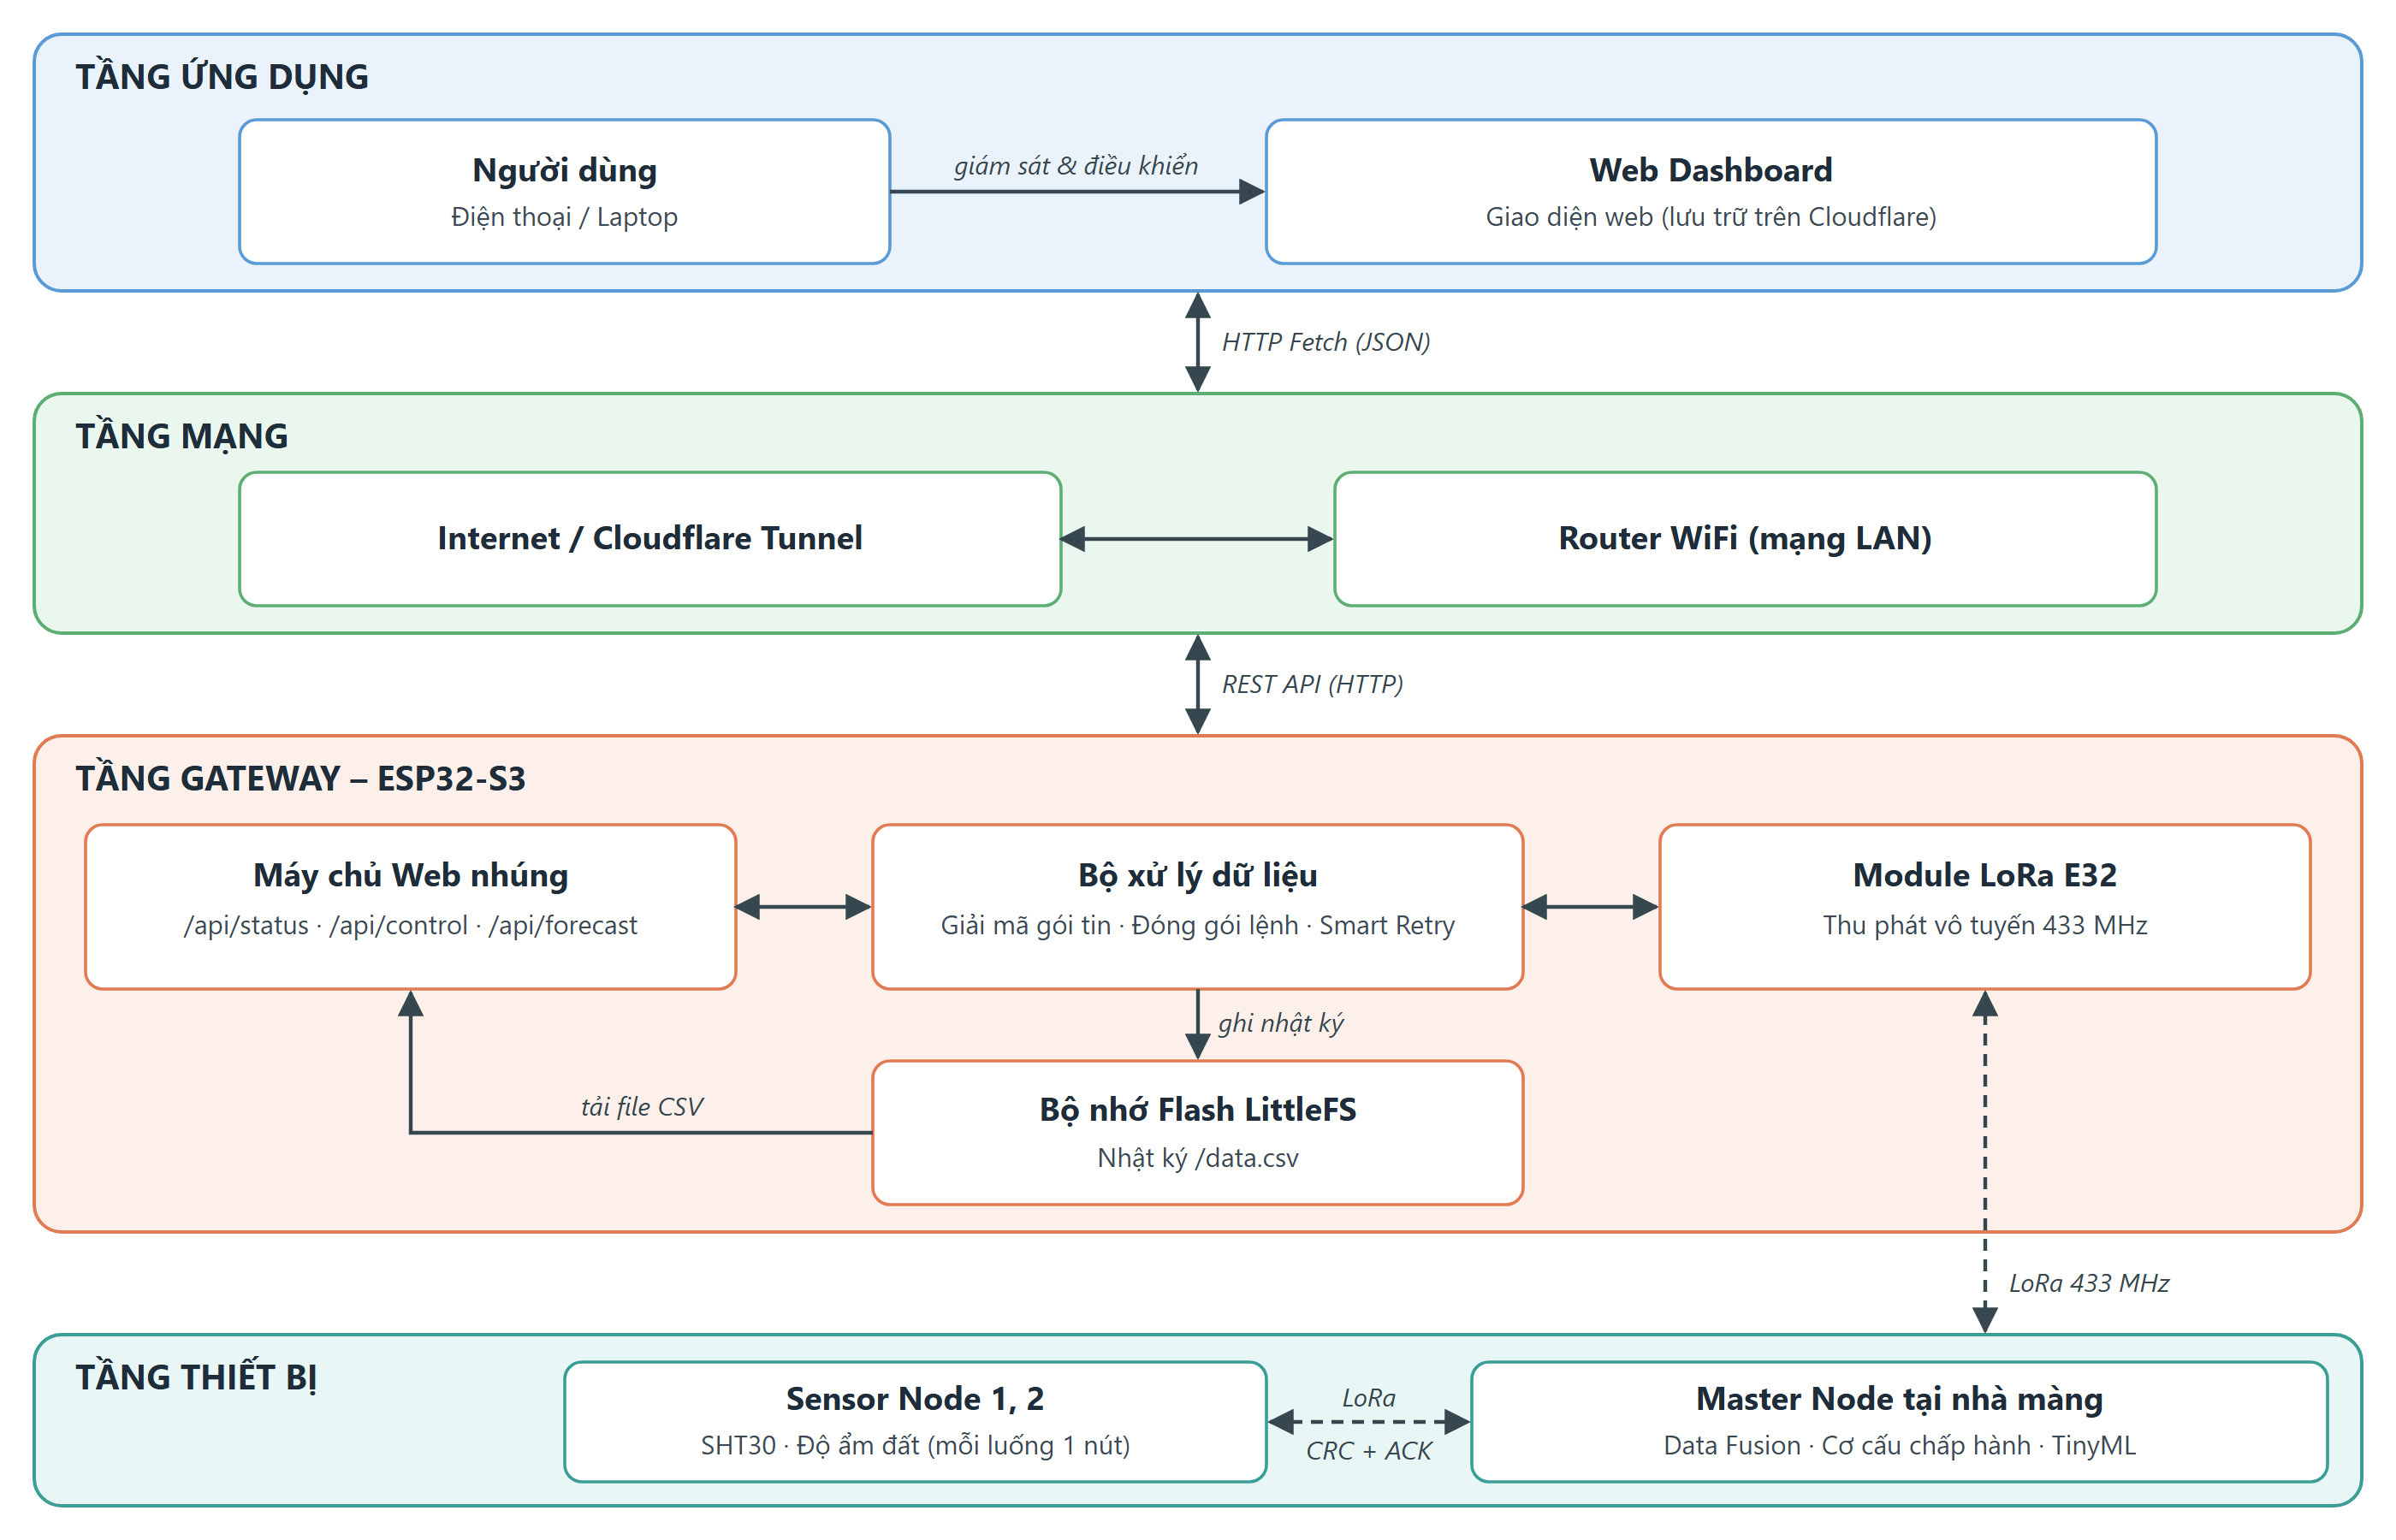 TẦNG ỨNG DỤNG
Người dùng
Điện thoại / Laptop
giám sát & điều khiển
Web Dashboard
Giao diện web (lưu trữ trên Cloudflare)
HTTP Fetch (JSON)
TẦNG MẠNG
Internet / Cloudflare Tunnel
Router WiFi (mạng LAN)
REST API (HTTP)
TẦNG GATEWAY – ESP32-S3
Máy chủ Web nhúng
/api/status · /api/control · /api/forecast
Bộ xử lý dữ liệu
Giải mã gói tin · Đóng gói lệnh · Smart Retry
Module LoRa E32
Thu phát vô tuyến 433 MHz
ghi nhật ký
tải file CSV
Bộ nhớ Flash LittleFS
Nhật ký /data.csv
LoRa 433 MHz
TẦNG THIẾT BỊ
Sensor Node 1, 2
SHT30 · Độ ẩm đất (mỗi luống 1 nút)
LoRa
CRC + ACK
Master Node tại nhà màng
Data Fusion · Cơ cấu chấp hành · TinyML